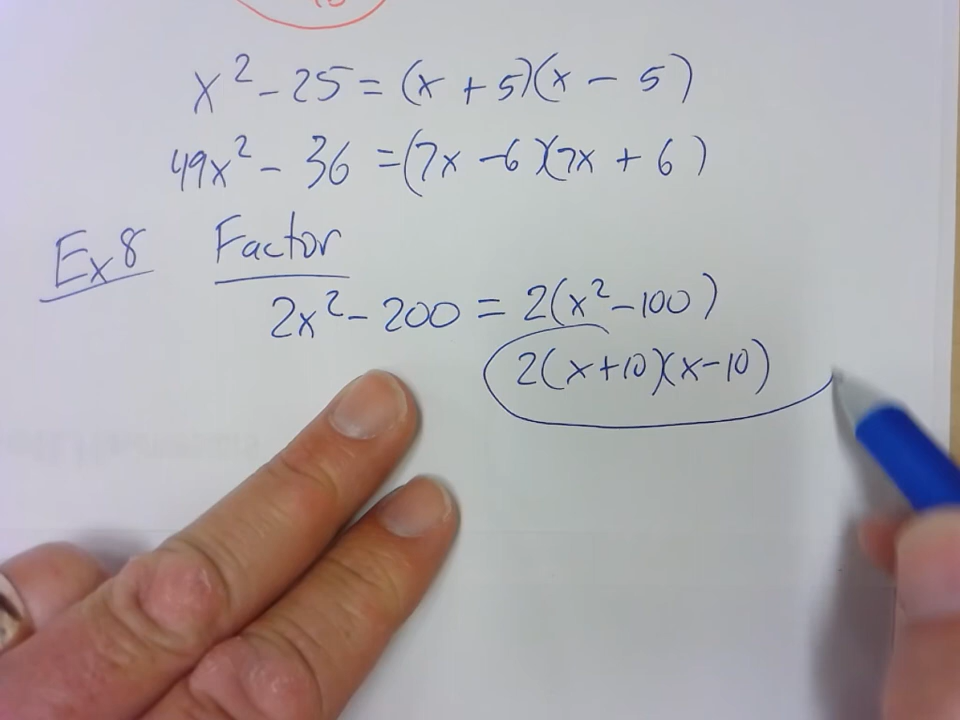 x² - 25 = (x + 5)(x - 5)
49x² - 36 = (7x - 6)(7x + 6)
Ex 8 Factor
2x² - 200 = 2(x² - 100)
2(x+10)(x-10)